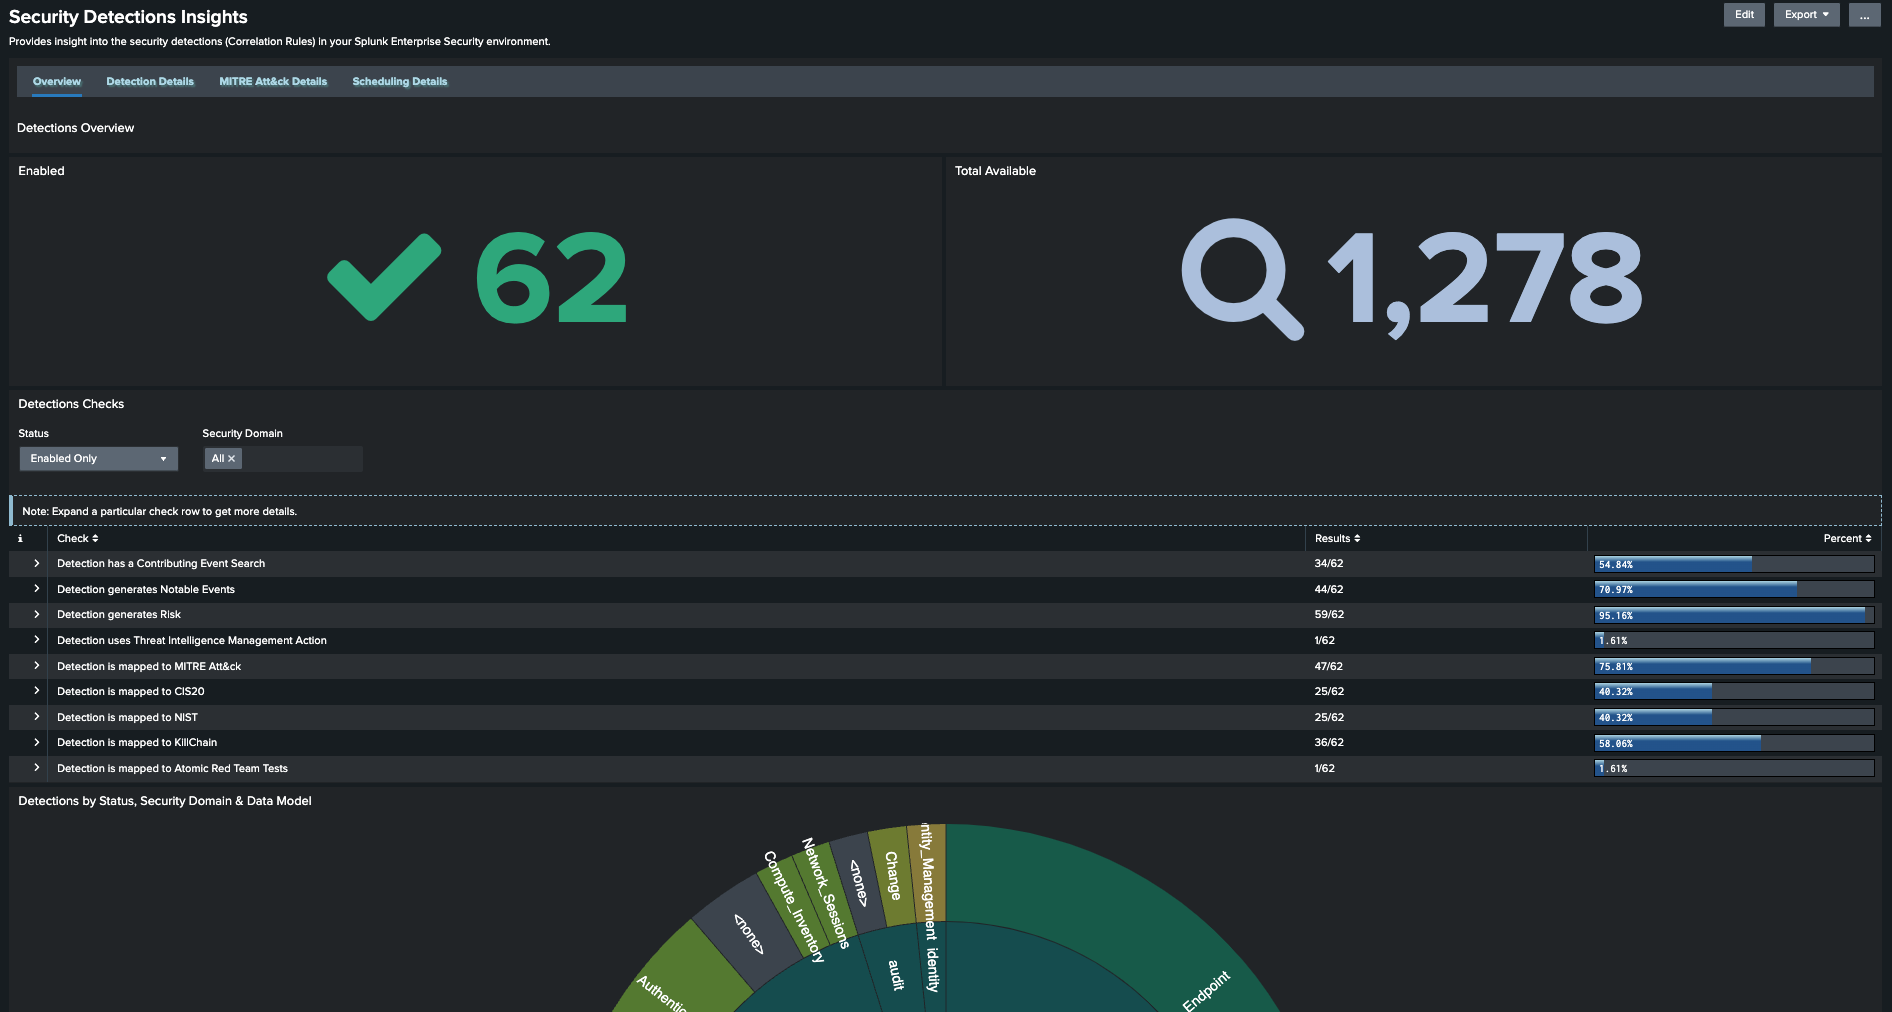 Security Detections Insights
Edit
Export
...
Provides insight into the security detections (Correlation Rules) in your Splunk Enterprise Security environment.
Overview
Detection Details
MITRE Att&ck Details
Scheduling Details
Detections Overview
Enabled
62
Total Available
1,278
Detections Checks
Status
Enabled Only
Security Domain
All
Note: Expand a particular check row to get more details.
i Check Results Percent
Detection has a Contributing Event Search 34/62 54.84%
Detection generates Notable Events 44/62 70.97%
Detection generates Risk 59/62 95.16%
Detection uses Threat Intelligence Management Action 1/62 1.61%
Detection is mapped to MITRE Att&ck 47/62 75.81%
Detection is mapped to CIS20 25/62 40.32%
Detection is mapped to NIST 25/62 40.32%
Detection is mapped to KillChain 36/62 58.06%
Detection is mapped to Atomic Red Team Tests 1/62 1.61%
Detections by Status, Security Domain & Data Model
Authentic
<none>
Compute_Inventory
Network_Sessions
<none>
Change
ntity_Management
audit
identity
Endpoint